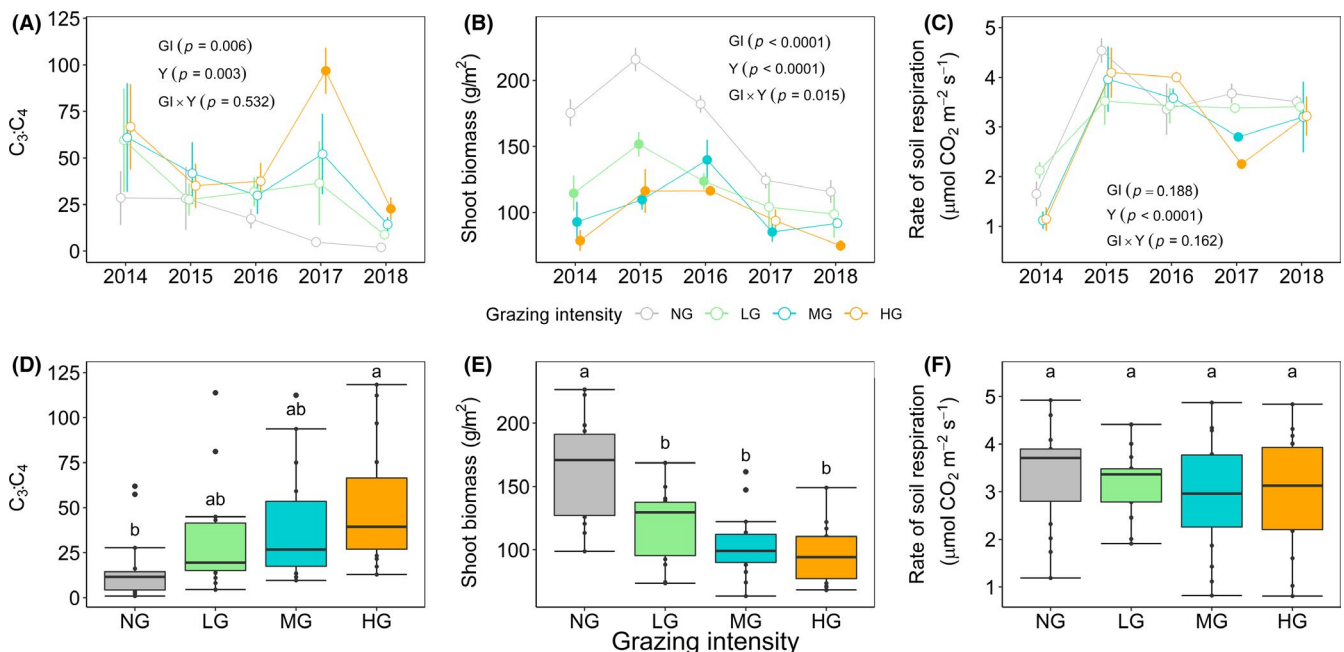 (A)
C₃:C₄
125
100
75
50
25
0
GI (p = 0.006)
Y (p = 0.003)
GI × Y (p = 0.532)
2014 2015 2016 2017 2018
(B)
Shoot biomass (g/m²)
200
150
100
GI (p < 0.0001)
Y (p < 0.0001)
GI × Y (p = 0.015)
2014 2015 2016 2017 2018
(C)
Rate of soil respiration
(μmol CO₂ m⁻² s⁻¹)
5
4
3
2
1
GI (p = 0.188)
Y (p < 0.0001)
GI × Y (p = 0.162)
2014 2015 2016 2017 2018
Grazing intensity NG LG MG HG
(D)
C₃:C₄
125
100
75
50
25
0
b ab ab a
NG LG MG HG
(E)
Shoot biomass (g/m²)
200
150
100
a b b b
NG LG MG HG
Grazing intensity
(F)
Rate of soil respiration
(μmol CO₂ m⁻² s⁻¹)
5
4
3
2
1
a a a a
NG LG MG HG